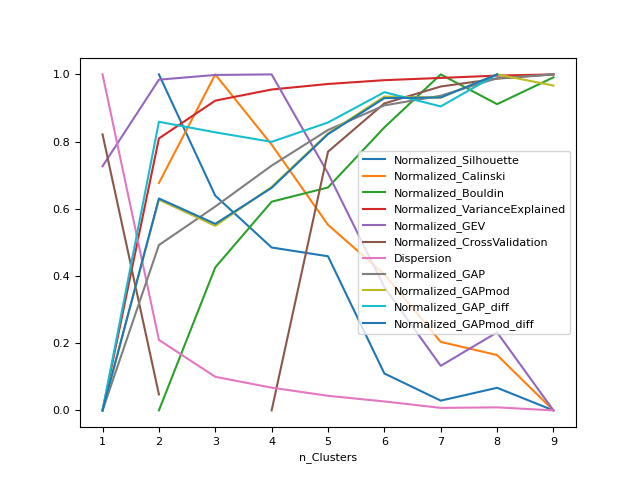 1.0
0.8
0.6
0.4
0.2
0.0
Normalized_Silhouette
Normalized_Calinski
Normalized_Bouldin
Normalized_VarianceExplained
Normalized_GEV
Normalized_CrossValidation
Dispersion
Normalized_GAP
Normalized_GAPmod
Normalized_GAP_diff
Normalized_GAPmod_diff
1 2 3 4 5 6 7 8 9
n_Clusters